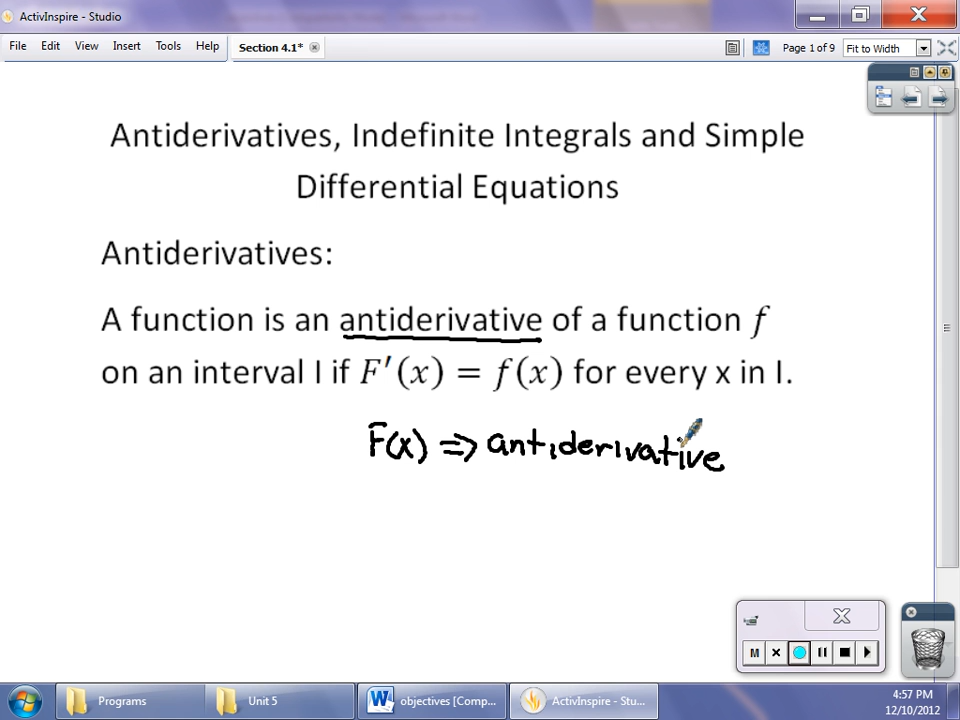 ActivInspire - Studio
File Edit View Insert Tools Help Section 4.1* Page 1 of 9 Fit to Width
Antiderivatives, Indefinite Integrals and Simple
Differential Equations
Antiderivatives:
A function is an antiderivative of a function f
on an interval I if F′(x) = f(x) for every x in I.
F(x) ⇒ antiderivative
M
Programs Unit 5 objectives [Comp... ActivInspire - Stu...
4:57 PM
12/10/2012